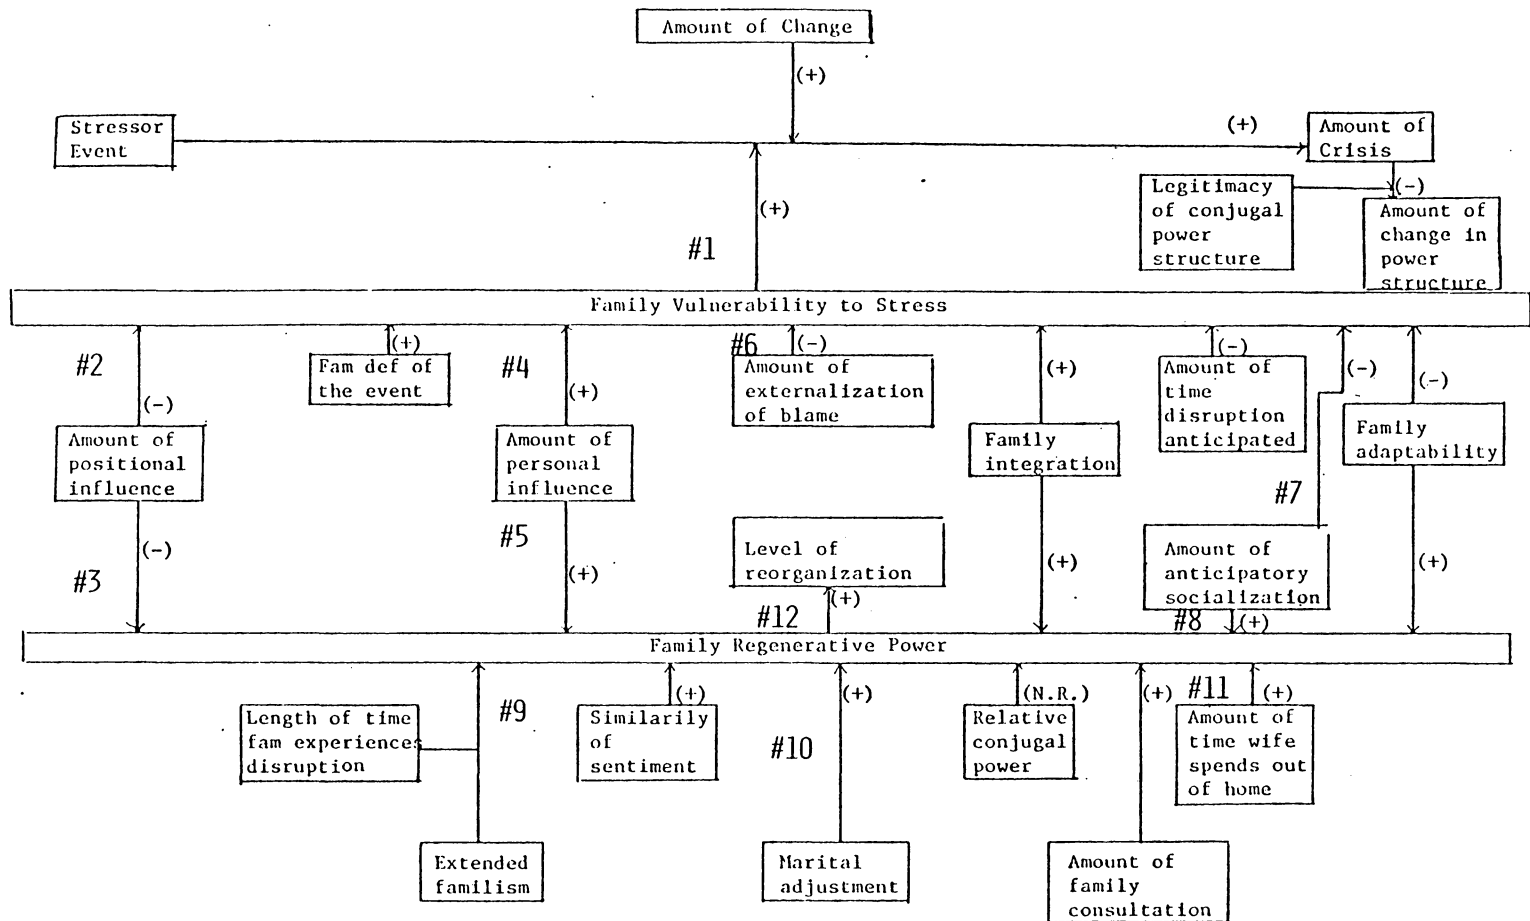 Amount of Change
(+)
Stressor
Event
(+)
Amount of
Crisis
(-)
Legitimacy
of conjugal
power
structure
Amount of
change in
power
structure
(+)
#1
Family Vulnerability to Stress
#2
(-)
Amount of
positional
influence
(-)
#3
(+)
Fam def of
the event
#4
(+)
Amount of
personal
influence
#5
(+)
#6
(-)
Amount of
externalization
of blame
(+)
Family
integration
(+)
(-)
Amount of
time
disruption
anticipated
(-)
#7
(-)
Family
adaptability
(+)
Level of
reorganization
#12
(+)
Amount of
anticipatory
socialization
#8
(+)
Family Regenerative Power
Length of time
fam experiences
disruption
#9
(+)
Similarily
of
sentiment
(+)
#10
(N.R.)
Relative
conjugal
power
(+)
#11
(+)
Amount of
time wife
spends out
of home
Extended
familism
Marital
adjustment
Amount of
family
consultation